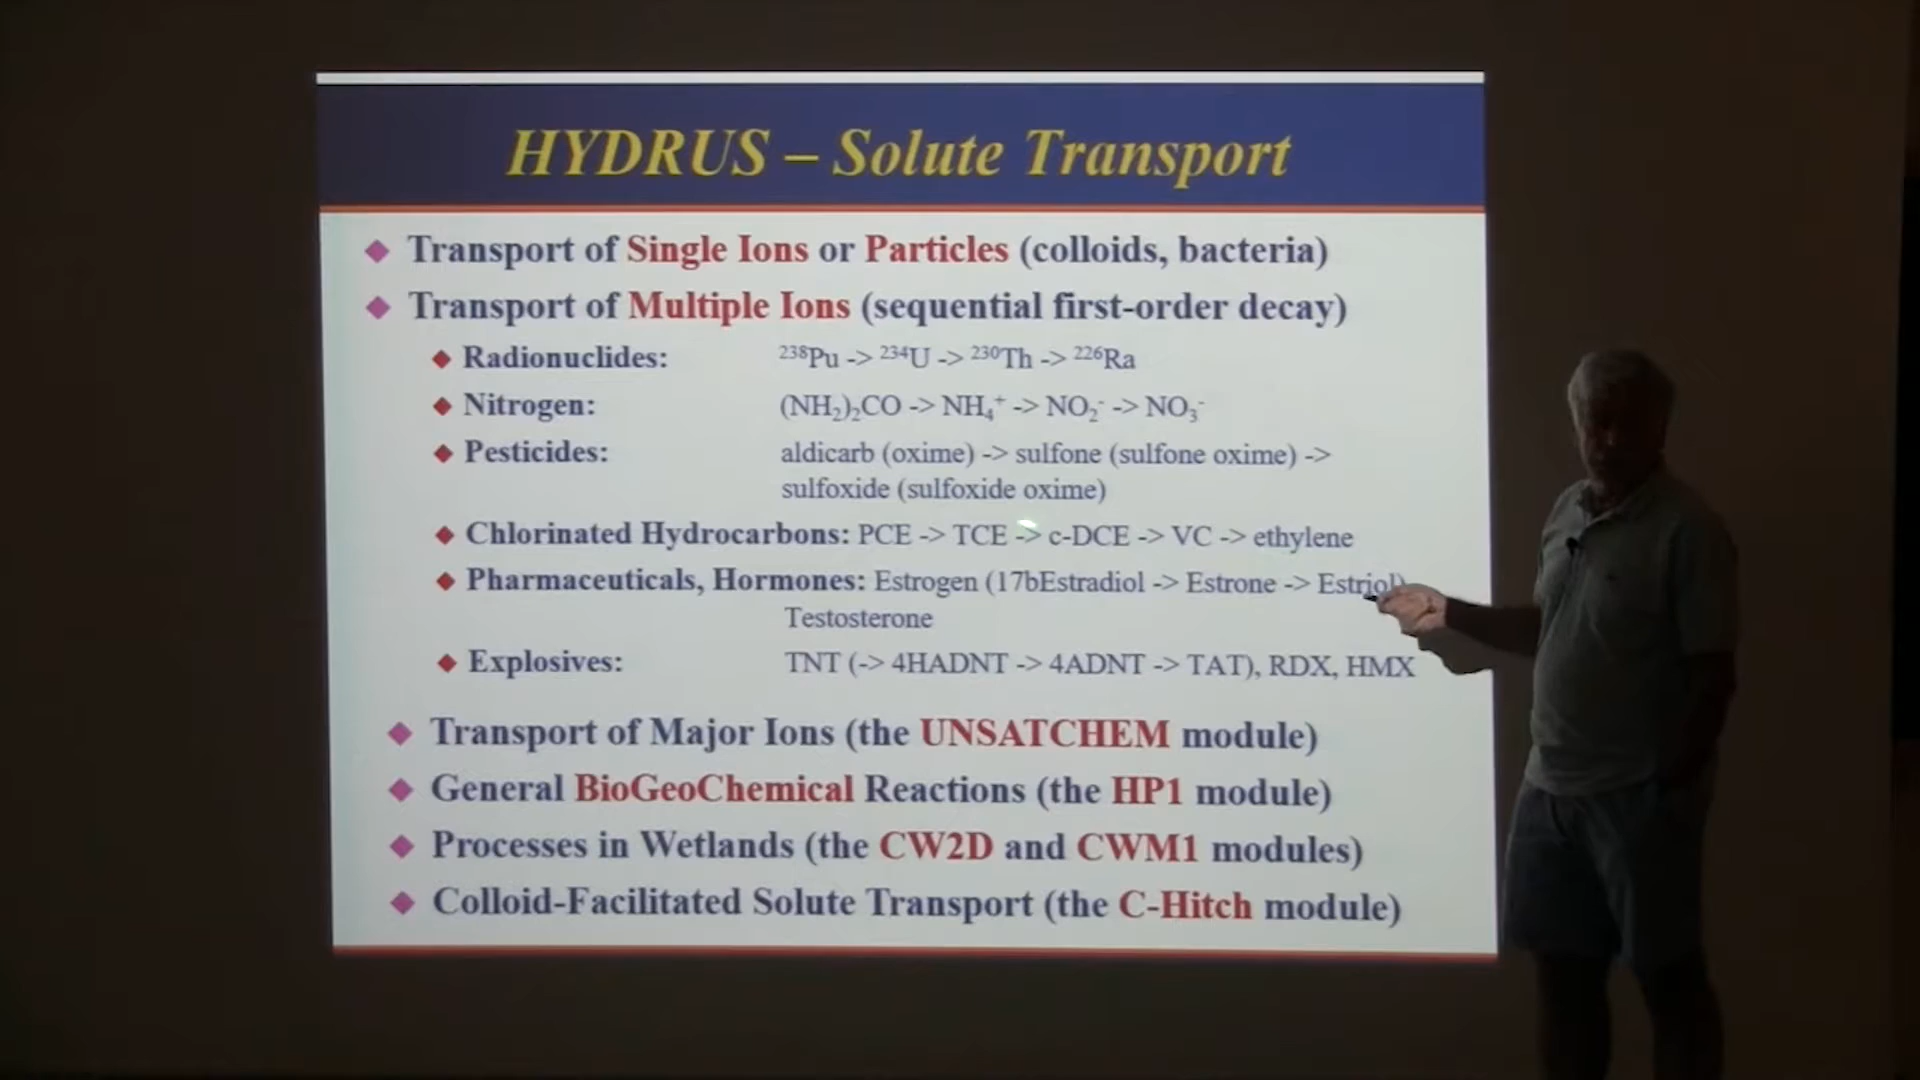 HYDRUS – Solute Transport
Transport of Single Ions or Particles (colloids, bacteria)
Transport of Multiple Ions (sequential first-order decay)
Radionuclides: ²³⁸Pu -> ²³⁴U -> ²³⁰Th -> ²²⁶Ra
Nitrogen: (NH₂)₂CO -> NH₄⁺ -> NO₂⁻ -> NO₃⁻
Pesticides: aldicarb (oxime) -> sulfone (sulfone oxime) ->
sulfoxide (sulfoxide oxime)
Chlorinated Hydrocarbons: PCE -> TCE -> c-DCE -> VC -> ethylene
Pharmaceuticals, Hormones: Estrogen (17bEstradiol -> Estrone -> Estriol)
Testosterone
Explosives: TNT (-> 4HADNT -> 4ADNT -> TAT), RDX, HMX
Transport of Major Ions (the UNSATCHEM module)
General BioGeoChemical Reactions (the HP1 module)
Processes in Wetlands (the CW2D and CWM1 modules)
Colloid-Facilitated Solute Transport (the C-Hitch module)